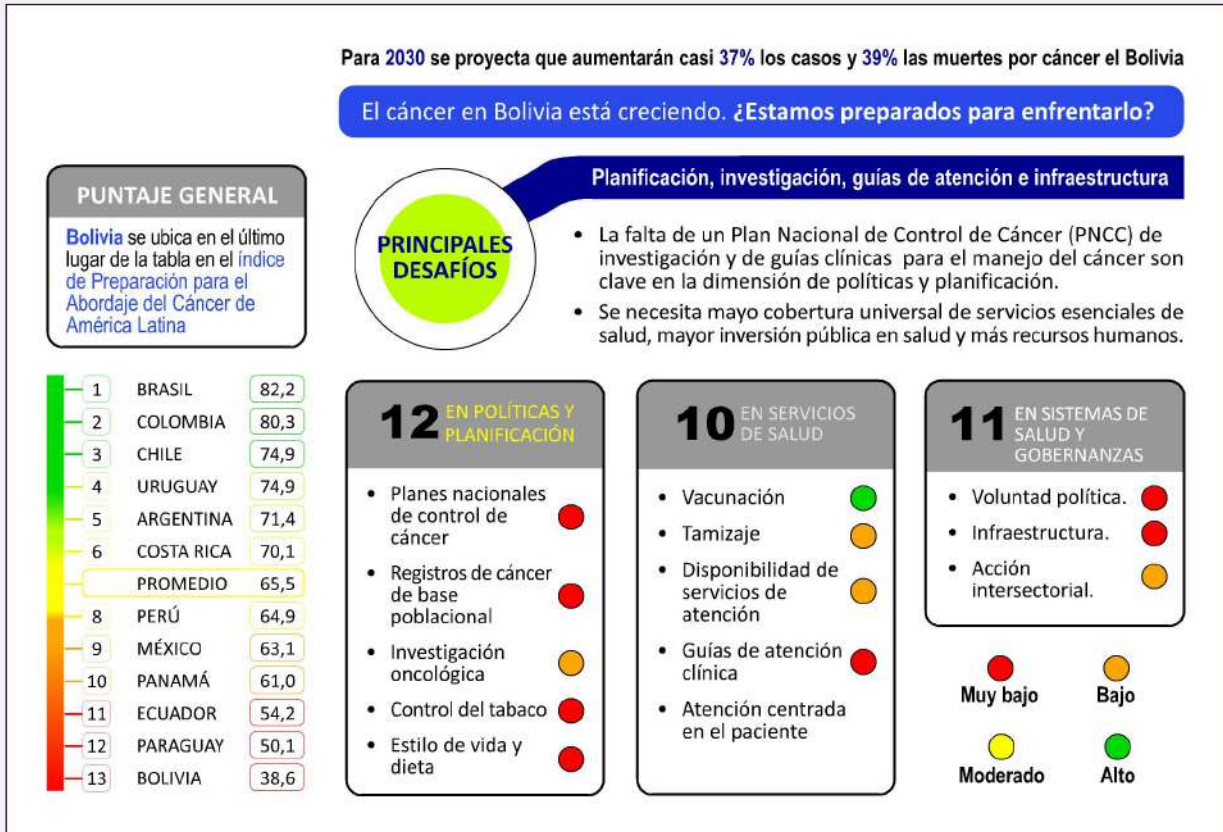 Para 2030 se proyecta que aumentarán casi 37% los casos y 39% las muertes por cáncer el Bolivia
El cáncer en Bolivia está creciendo. ¿Estamos preparados para enfrentarlo?
PUNTAJE GENERAL
Bolivia se ubica en el último
lugar de la tabla en el índice
de Preparación para el
Abordaje del Cáncer de
América Latina
PRINCIPALES
DESAFÍOS
Planificación, investigación, guías de atención e infraestructura
• La falta de un Plan Nacional de Control de Cáncer (PNCC) de
investigación y de guías clínicas para el manejo del cáncer son
clave en la dimensión de políticas y planificación.
• Se necesita mayo cobertura universal de servicios esenciales de
salud, mayor inversión pública en salud y más recursos humanos.
1 BRASIL 82,2
2 COLOMBIA 80,3
3 CHILE 74,9
4 URUGUAY 74,9
5 ARGENTINA 71,4
6 COSTA RICA 70,1
PROMEDIO 65,5
8 PERÚ 64,9
9 MÉXICO 63,1
10 PANAMÁ 61,0
11 ECUADOR 54,2
12 PARAGUAY 50,1
13 BOLIVIA 38,6
12 EN POLÍTICAS Y
PLANIFICACIÓN
• Planes nacionales
de control de
cáncer
• Registros de cáncer
de base
poblacional
• Investigación
oncológica
• Control del tabaco
• Estilo de vida y
dieta
10 EN SERVICIOS
DE SALUD
• Vacunación
• Tamizaje
• Disponibilidad de
servicios de
atención
• Guías de atención
clínica
• Atención centrada
en el paciente
11 EN SISTEMAS DE
SALUD Y
GOBERNANZAS
• Voluntad política.
• Infraestructura.
• Acción
intersectorial.
Muy bajo
Bajo
Moderado
Alto